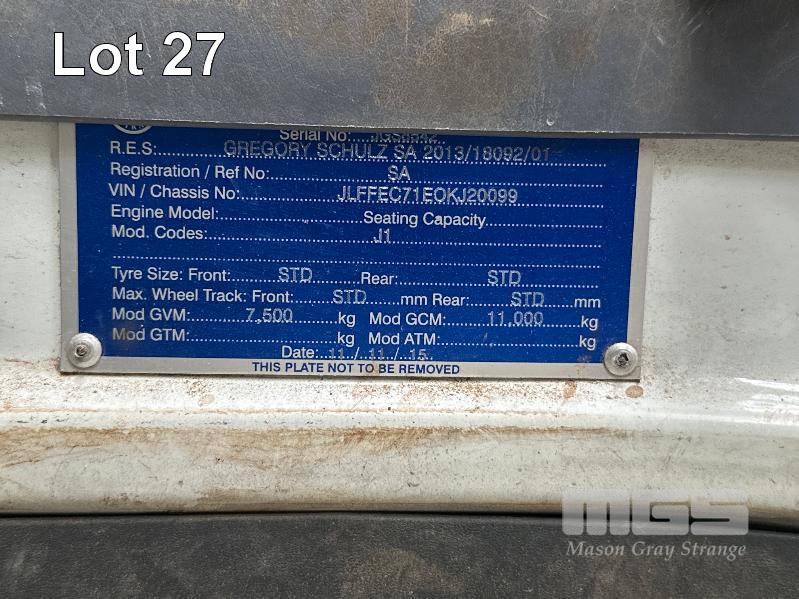 Lot 27
Serial No:
R.E.S: GREGORY SCHULZ SA 2013/18092/01
Registration / Ref No: SA
VIN / Chassis No: JLFFEC71EOKJ20099
Engine Model: Seating Capacity
Mod. Codes: J1
Tyre Size: Front: STD Rear: STD
Max. Wheel Track: Front: STD mm Rear: STD mm
Mod GVM: 7,500 kg Mod GCM: 11,000 kg
Mod GTM: kg Mod ATM: kg
Date: 11 / 11 / 15
THIS PLATE NOT TO BE REMOVED
MGS
Mason Gray Strange